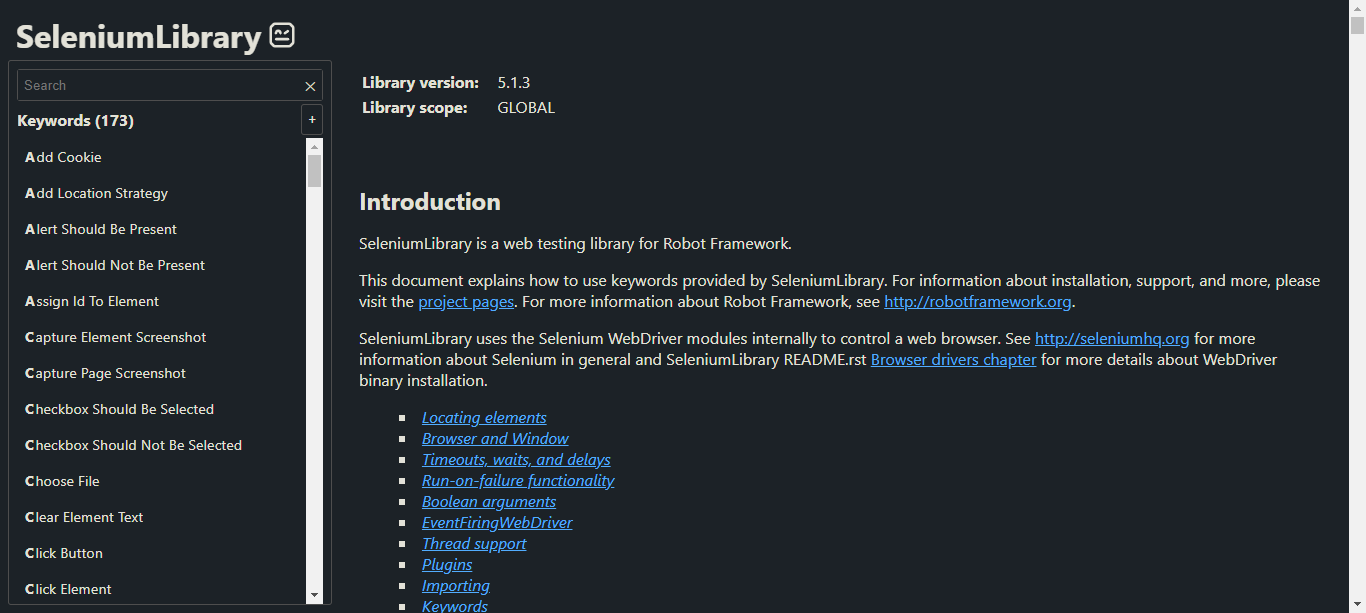 SeleniumLibrary
Search
Keywords (173)
+
Add Cookie
Add Location Strategy
Alert Should Be Present
Alert Should Not Be Present
Assign Id To Element
Capture Element Screenshot
Capture Page Screenshot
Checkbox Should Be Selected
Checkbox Should Not Be Selected
Choose File
Clear Element Text
Click Button
Click Element
Library version: 5.1.3
Library scope: GLOBAL
Introduction
SeleniumLibrary is a web testing library for Robot Framework.
This document explains how to use keywords provided by SeleniumLibrary. For information about installation, support, and more, please
visit the project pages. For more information about Robot Framework, see http://robotframework.org.
SeleniumLibrary uses the Selenium WebDriver modules internally to control a web browser. See http://seleniumhq.org for more
information about Selenium in general and SeleniumLibrary README.rst Browser drivers chapter for more details about WebDriver
binary installation.
Locating elements
Browser and Window
Timeouts, waits, and delays
Run-on-failure functionality
Boolean arguments
EventFiringWebDriver
Thread support
Plugins
Importing
Keywords